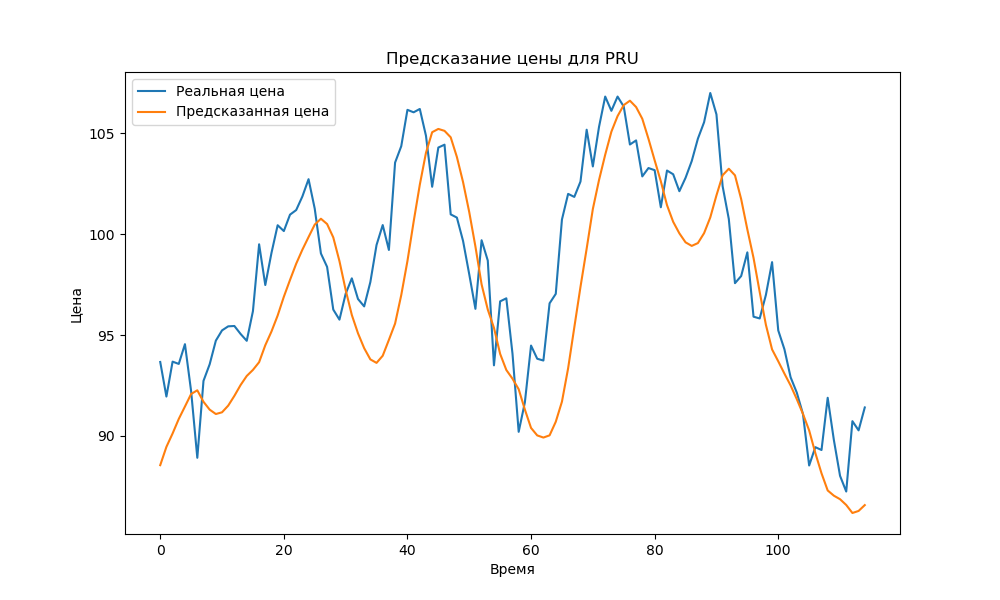 Предсказание цены для PRU
Реальная цена
Предсказанная цена
105
100
95
90
Цена
0 20 40 60 80 100
Время